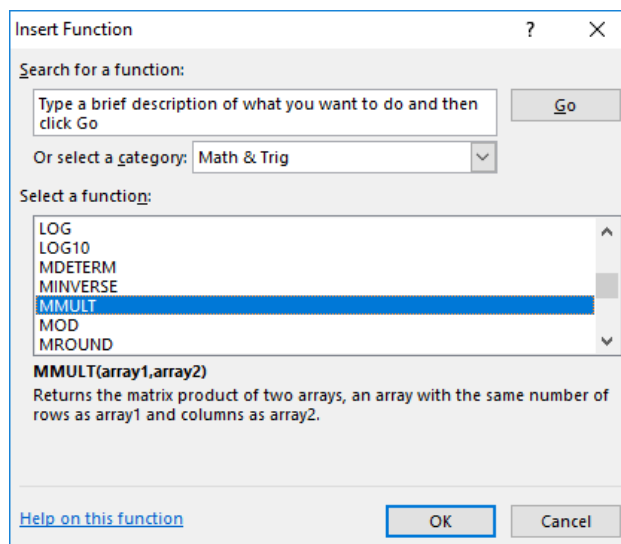 Insert Function
? ×
Search for a function:
Type a brief description of what you want to do and then
click Go
Go
Or select a category: Math & Trig
Select a function:
LOG
LOG10
MDETERM
MINVERSE
MMULT
MOD
MROUND
MMULT(array1,array2)
Returns the matrix product of two arrays, an array with the same number of
rows as array1 and columns as array2.
Help on this function
OK
Cancel